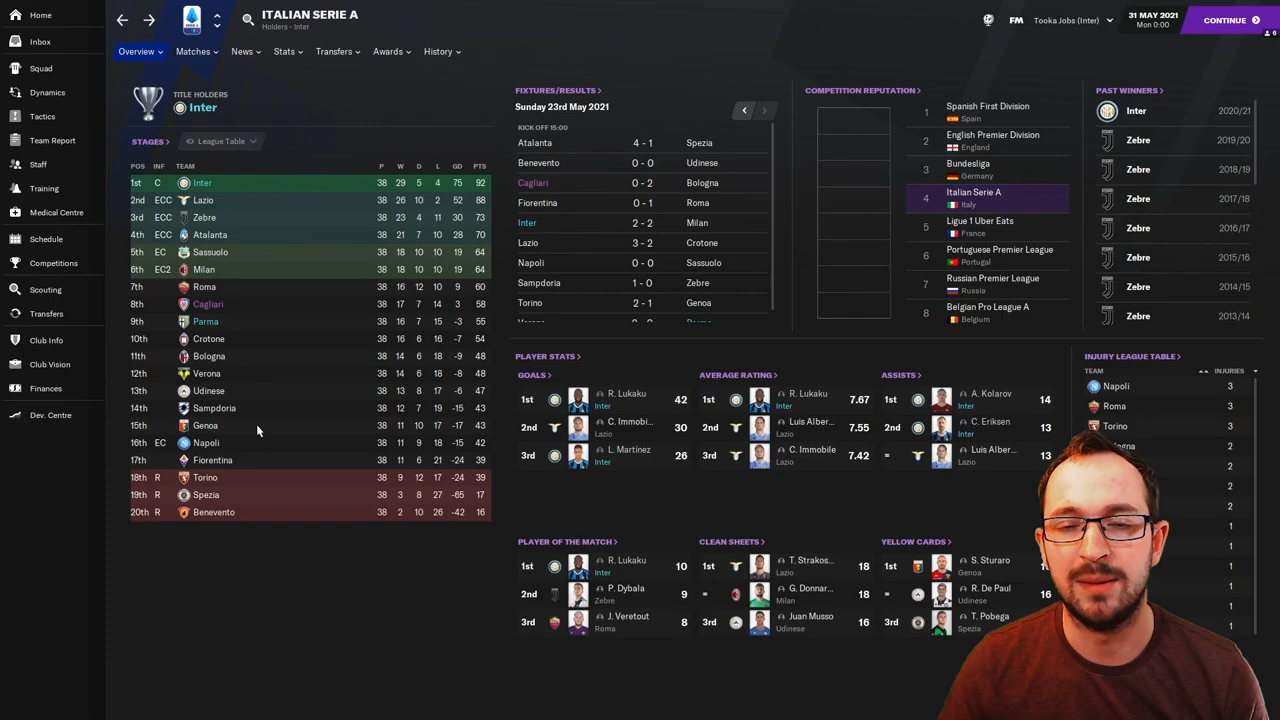 Home
Inbox
Squad
Dynamics
Tactics
Team Report
Staff
Training
Medical Centre
Schedule
Competitions
Scouting
Transfers
Club Info
Club Vision
Finances
Dev. Centre
ITALIAN SERIE A
Holders - Inter
FM
Tooka Jobs (Inter)
31 MAY 2021
Mon 0:00
CONTINUE
6
Overview
Matches
News
Stats
Transfers
Awards
History
TITLE HOLDERS
Inter
STAGES
League Table
POS INF TEAM P W D L GD PTS
1st C Inter 38 29 5 4 75 92
2nd ECC Lazio 38 26 10 2 52 88
3rd ECC Zebre 38 23 4 11 30 73
4th ECC Atalanta 38 21 7 10 28 70
5th EC Sassuolo 38 18 10 10 19 64
6th EC2 Milan 38 18 10 10 19 64
7th Roma 38 16 12 10 9 60
8th Cagliari 38 17 7 14 3 58
9th Parma 38 16 7 15 -3 55
10th Crotone 38 16 6 16 -7 54
11th Bologna 38 14 6 18 -9 48
12th Verona 38 14 6 18 -8 48
13th Udinese 38 13 8 17 -6 47
14th Sampdoria 38 12 7 19 -15 43
15th Genoa 38 11 10 17 -17 43
16th EC Napoli 38 11 9 18 -15 42
17th Fiorentina 38 11 6 21 -24 39
18th R Torino 38 9 12 17 -24 39
19th R Spezia 38 3 8 27 -65 17
20th R Benevento 38 2 10 26 -42 16
FIXTURES/RESULTS
Sunday 23rd May 2021
KICK OFF 15:00
Atalanta 4 - 1 Spezia
Benevento 0 - 0 Udinese
Cagliari 0 - 2 Bologna
Fiorentina 0 - 1 Roma
Inter 2 - 2 Milan
Lazio 3 - 2 Crotone
Napoli 0 - 0 Sassuolo
Sampdoria 1 - 0 Zebre
Torino 2 - 1 Genoa
COMPETITION REPUTATION
1 Spanish First Division
Spain
2 English Premier Division
England
3 Bundesliga
Germany
4 Italian Serie A
Italy
5 Ligue 1 Uber Eats
France
6 Portuguese Premier League
Portugal
7 Russian Premier League
Russia
8 Belgian Pro League A
Belgium
PAST WINNERS
Inter 2020/21
Zebre 2019/20
Zebre 2018/19
Zebre 2017/18
Zebre 2016/17
Zebre 2015/16
Zebre 2014/15
Zebre 2013/14
PLAYER STATS
GOALS
1st R. Lukaku 42
Inter
2nd C. Immobi... 30
Lazio
3rd L. Martínez 26
Inter
AVERAGE RATING
1st R. Lukaku 7.67
Inter
2nd Luis Alber... 7.55
Lazio
3rd C. Immobile 7.42
Lazio
ASSISTS
1st A. Kolarov 14
Inter
2nd C. Eriksen 13
Inter
= Luis Alber... 13
Lazio
PLAYER OF THE MATCH
1st R. Lukaku 10
Inter
2nd P. Dybala 9
Zebre
3rd J. Veretout 8
Roma
CLEAN SHEETS
1st T. Strakos... 18
Lazio
= G. Donnar... 18
Milan
3rd Juan Musso 16
Udinese
YELLOW CARDS
1st S. Sturaro
Genoa
= R. De Paul 16
Udinese
3rd T. Pobega
Spezia
INJURY LEAGUE TABLE
TEAM INJURIES
Napoli 3
Roma 3
Torino 3
2
2
2
2
1
1
1
1
1